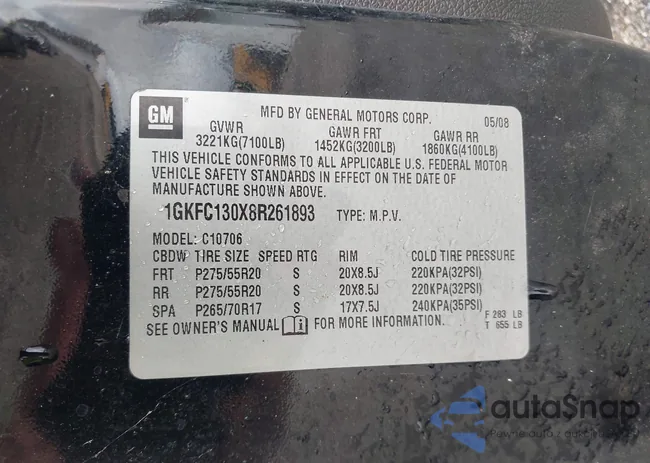 GM
MFD BY GENERAL MOTORS CORP. 05/08
GVWR GAWR FRT GAWR RR
3221KG(7100LB) 1452KG(3200LB) 1860KG(4100LB)
THIS VEHICLE CONFORMS TO ALL APPLICABLE U.S. FEDERAL MOTOR
VEHICLE SAFETY STANDARDS IN EFFECT ON THE DATE OF
MANUFACTURE SHOWN ABOVE.
1GKFC130X8R261893 TYPE: M.P.V.
MODEL: C10706
CBDW TIRE SIZE SPEED RTG RIM COLD TIRE PRESSURE
FRT P275/55R20 S 20X8.5J 220KPA(32PSI)
RR P275/55R20 S 20X8.5J 220KPA(32PSI)
SPA P265/70R17 S 17X7.5J 240KPA(35PSI)
F 283 LB
T 655 LB
SEE OWNER'S MANUAL FOR MORE INFORMATION.
autoSnap